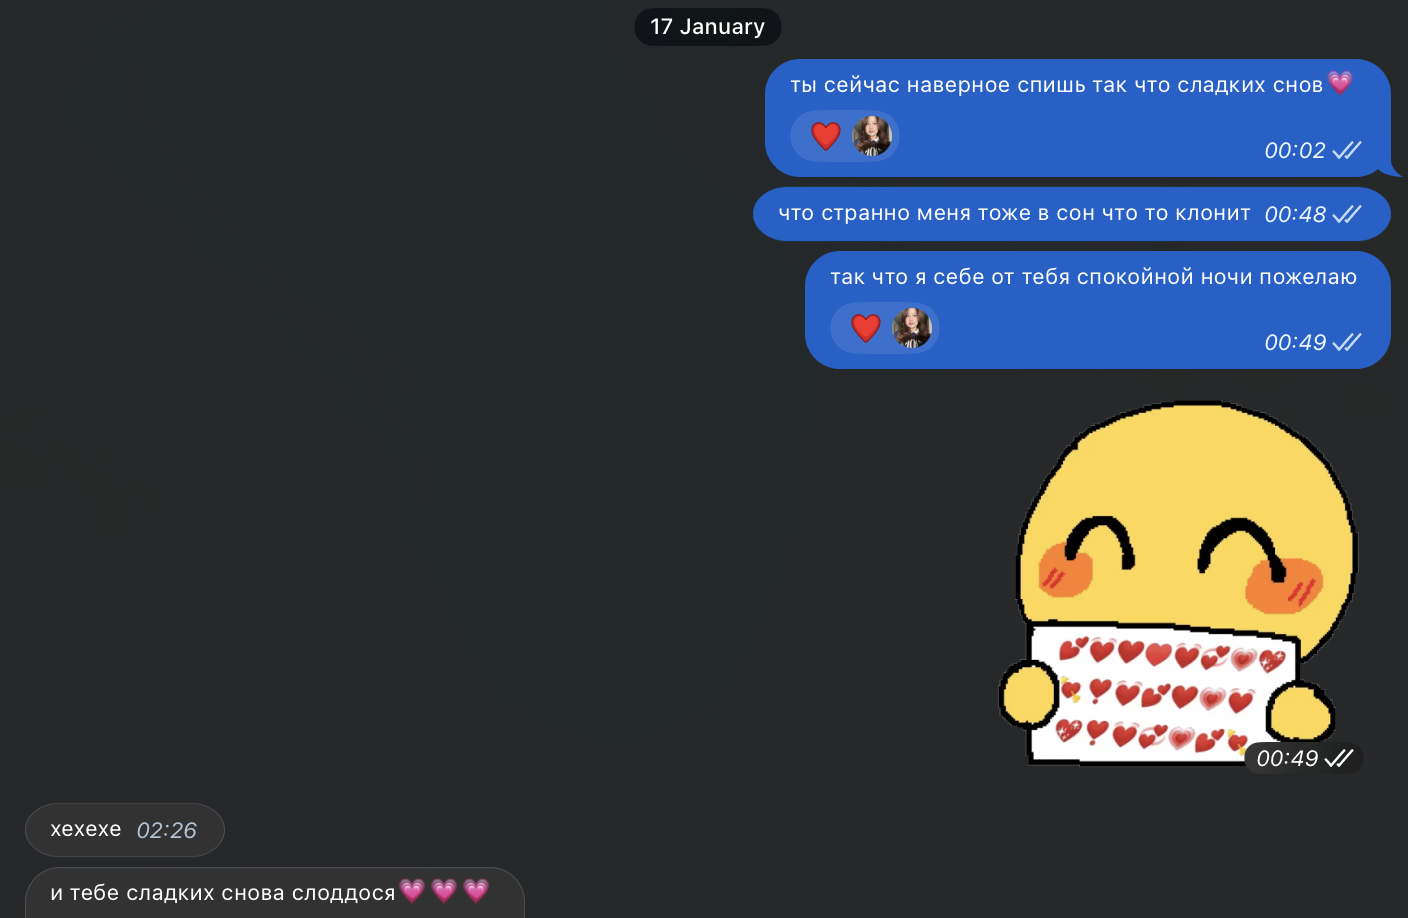 17 January
ты сейчас наверное спишь так что сладких снов💗
❤️
00:02
что странно меня тоже в сон что то клонит 00:48
так что я себе от тебя спокойной ночи пожелаю
❤️
00:49
00:49
хехехе 02:26
и тебе сладких снова слоддося💗💗💗